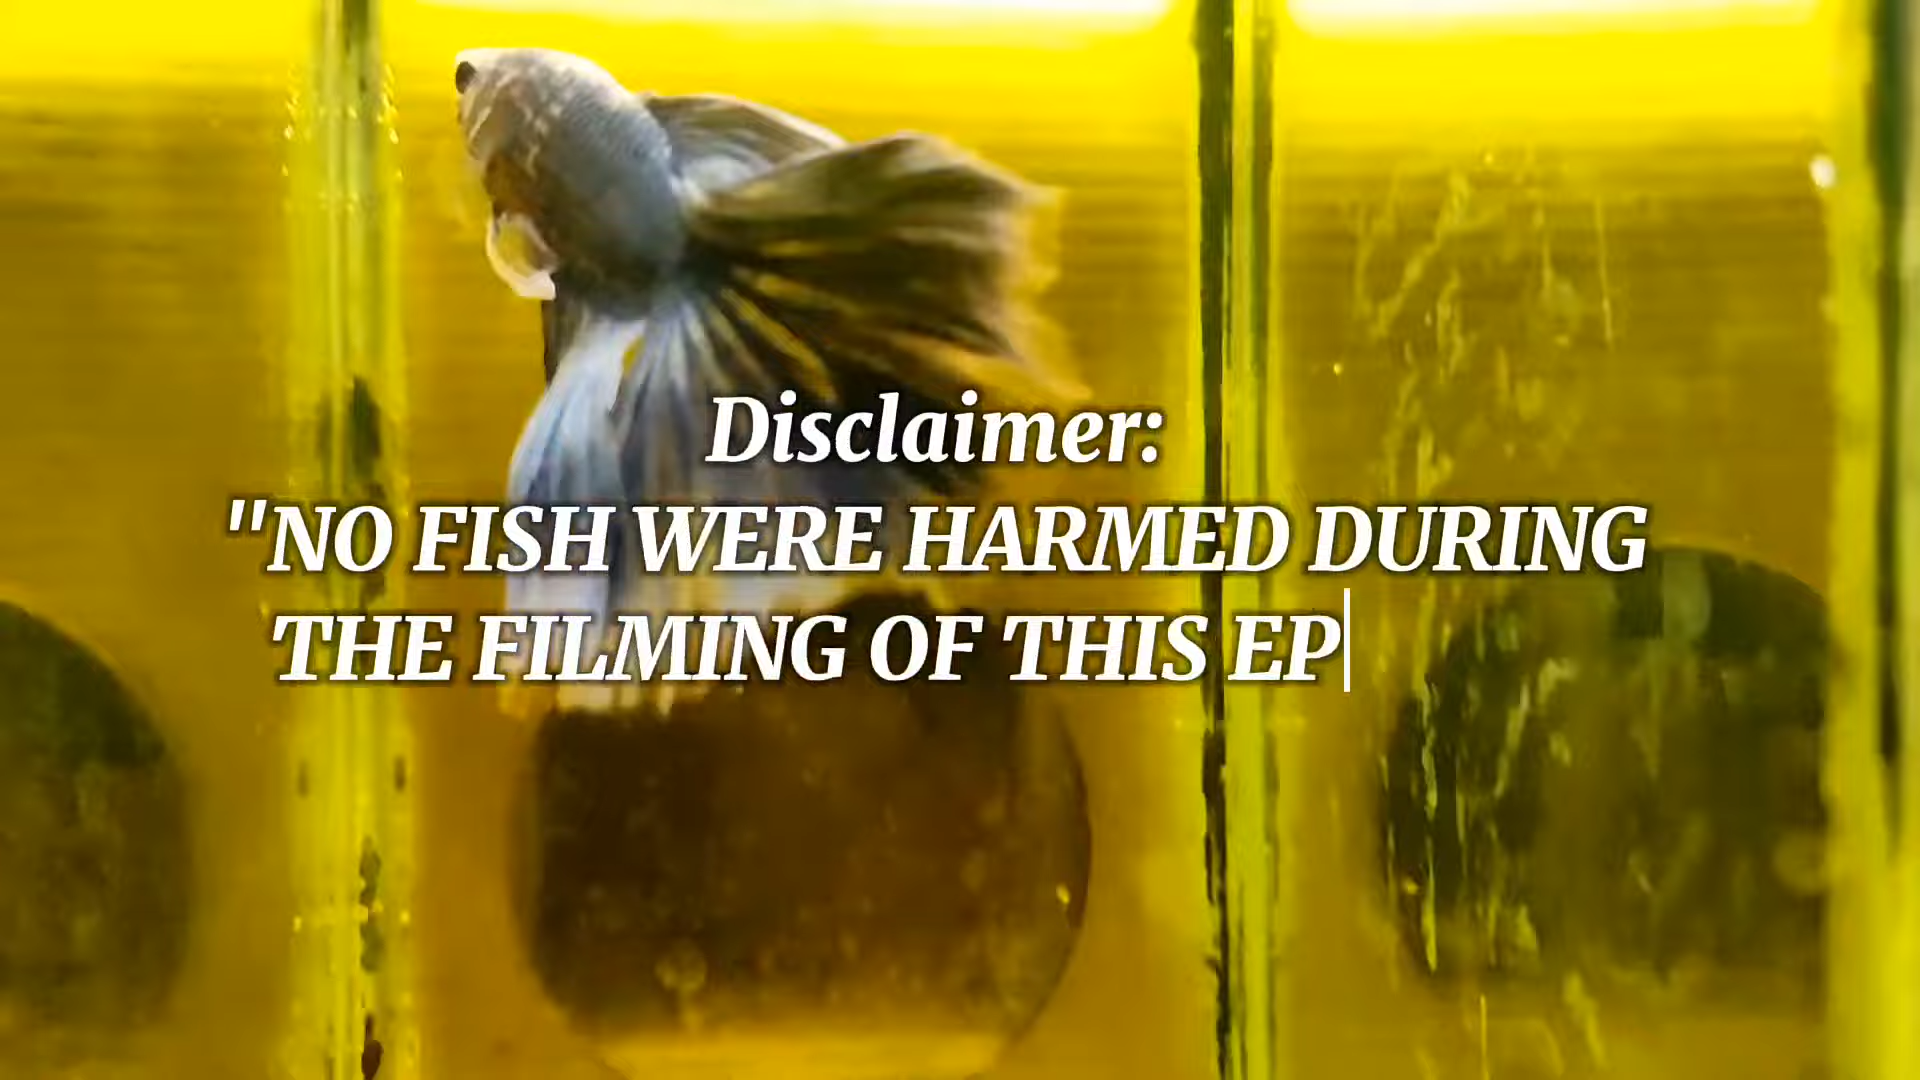 Disclaimer:
"NO FISH WERE HARMED DURING
THE FILMING OF THIS EP